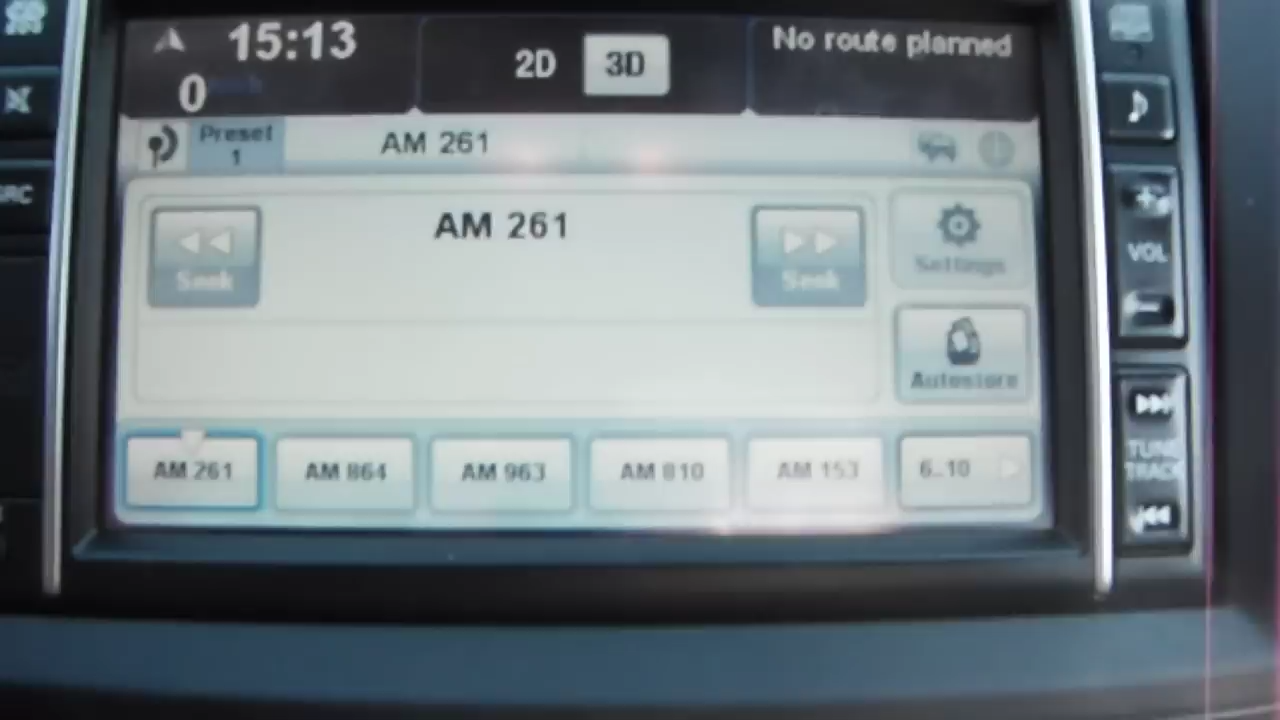 15:13
0
2D 3D
No route planned
Preset
1
AM 261
AM 261
Seek
Seek
Settings
Autostore
AM 261
AM 864
AM 963
AM 810
AM 153
6..10
VOL
TUNE
TRACK